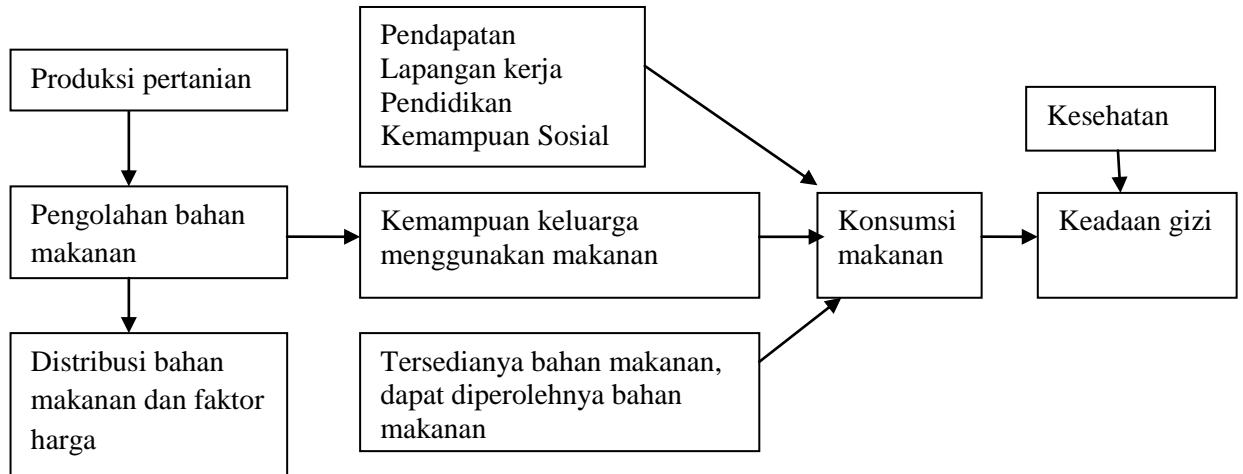 Produksi pertanian
Pengolahan bahan
makanan
Distribusi bahan
makanan dan faktor
harga
Pendapatan
Lapangan kerja
Pendidikan
Kemampuan Sosial
Kemampuan keluarga
menggunakan makanan
Tersedianya bahan makanan,
dapat diperolehnya bahan
makanan
Konsumsi
makanan
Kesehatan
Keadaan gizi